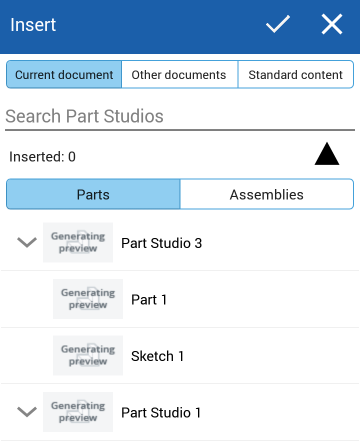 Insert
Current document Other documents Standard content
Search Part Studios
Inserted: 0
Parts Assemblies
Generating
preview
Part Studio 3
Generating
preview
Part 1
Generating
preview
Sketch 1
Generating
preview
Part Studio 1